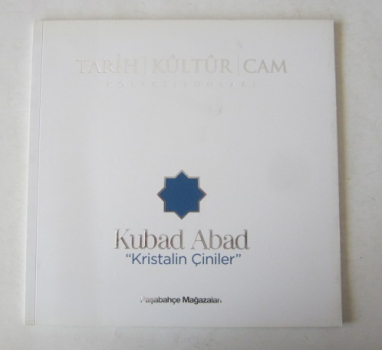 TARİH | KÜLTÜR | CAM
Kubad Abad
"Kristalin Çiniler"
Paşabahçe Mağazaları